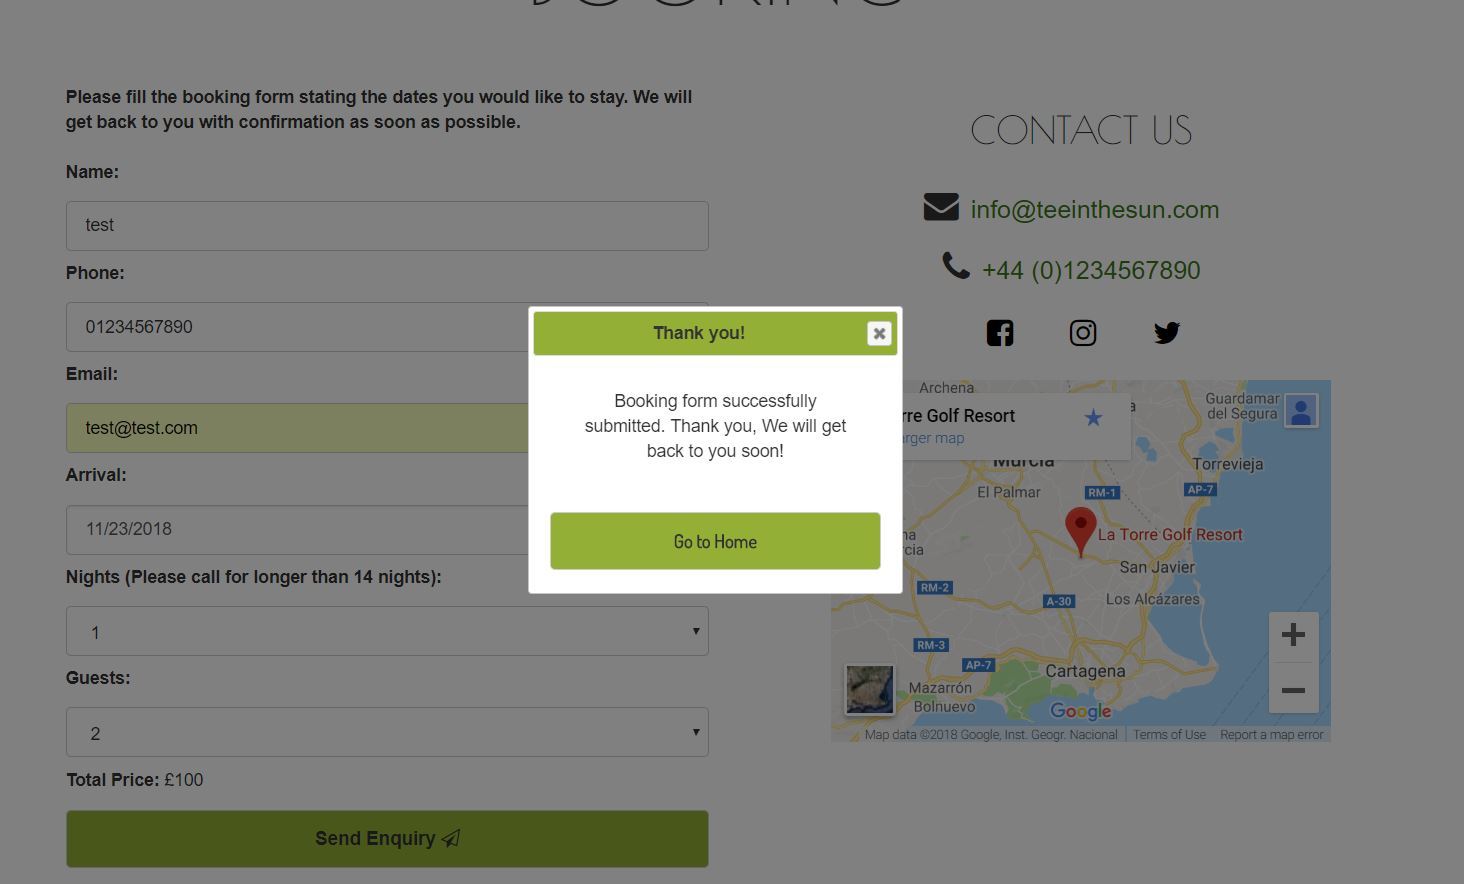 BOOKING
Please fill the booking form stating the dates you would like to stay. We will
get back to you with confirmation as soon as possible.
Name:
test
Phone:
01234567890
Email:
test@test.com
Arrival:
11/23/2018
Nights (Please call for longer than 14 nights):
1
Guests:
2
Total Price: £100
Send Enquiry
Thank you!
Booking form successfully
submitted. Thank you, We will get
back to you soon!
Go to Home
CONTACT US
info@teeinthesun.com
+44 (0)1234567890
Archena
Guardamar
del Segura
rre Golf Resort
arger map
Murcia
Torrevieja
El Palmar
RM-1
AP-7
La Torre Golf Resort
San Javier
RM-2
A-30
Los Alcázares
RM-3
AP-7
Cartagena
Mazarrón
Bolnuevo
Google
Map data ©2018 Google, Inst. Geogr. Nacional
Terms of Use
Report a map error